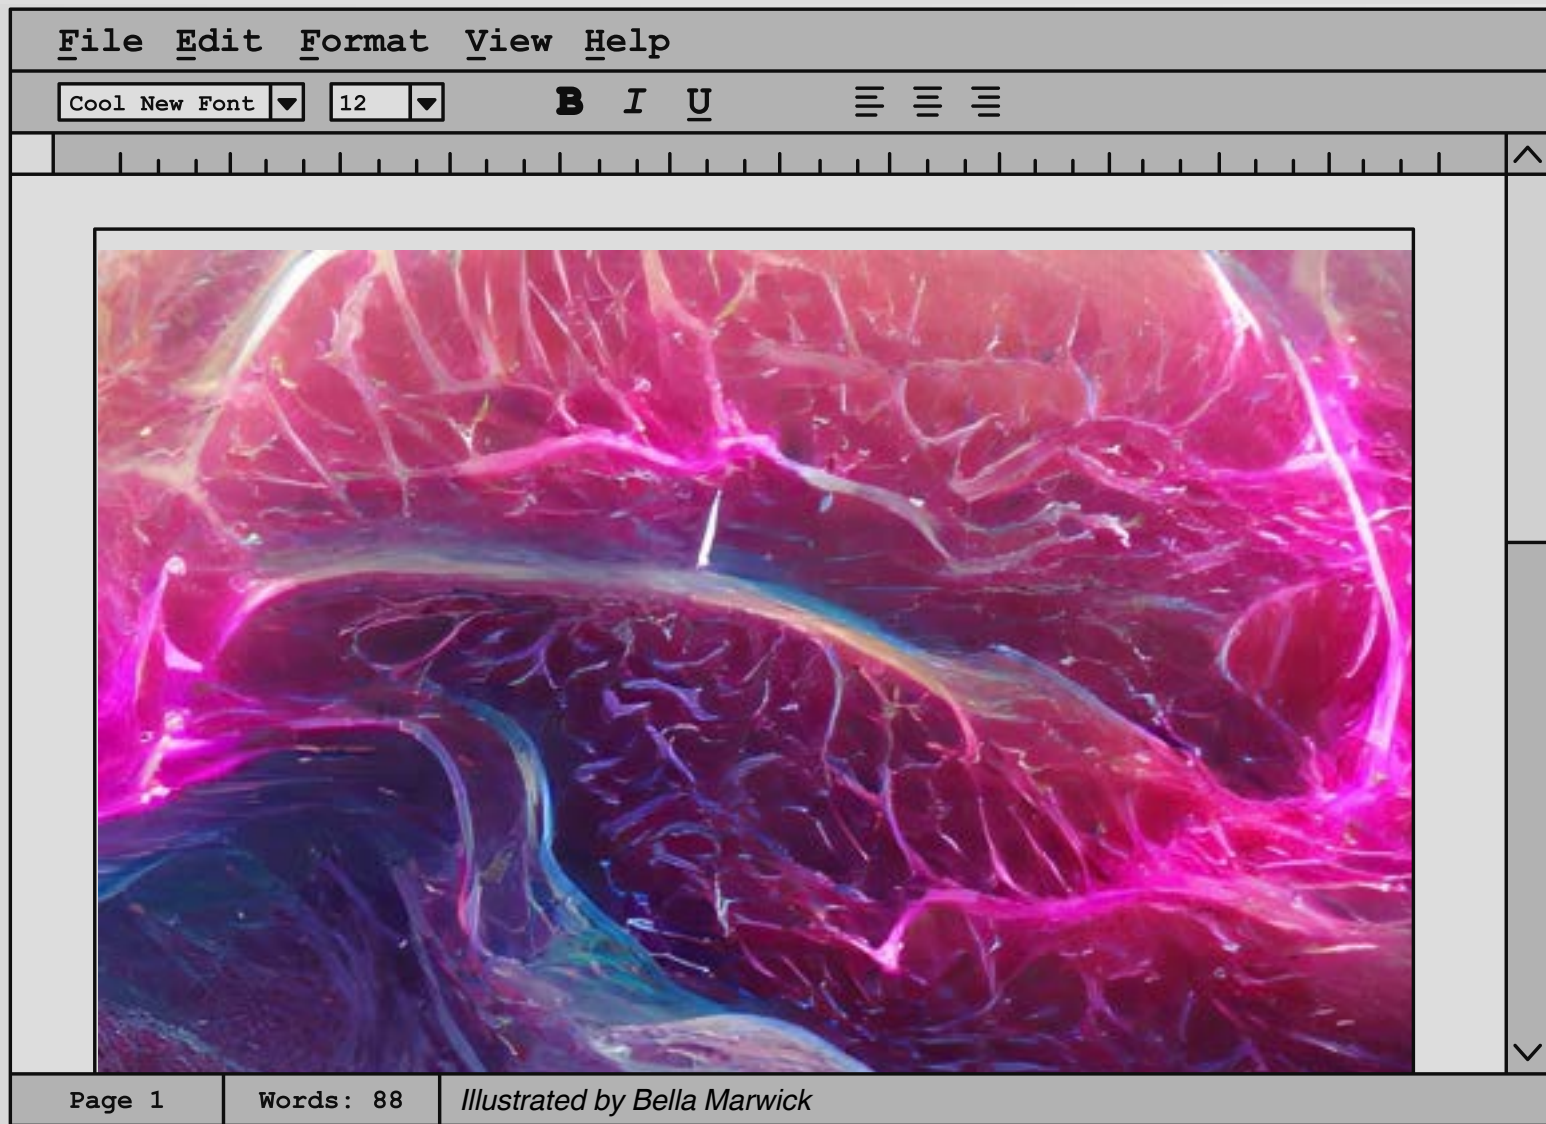 File Edit Format View Help
Cool New Font 12 B I U
Page 1 Words: 88 Illustrated by Bella Marwick